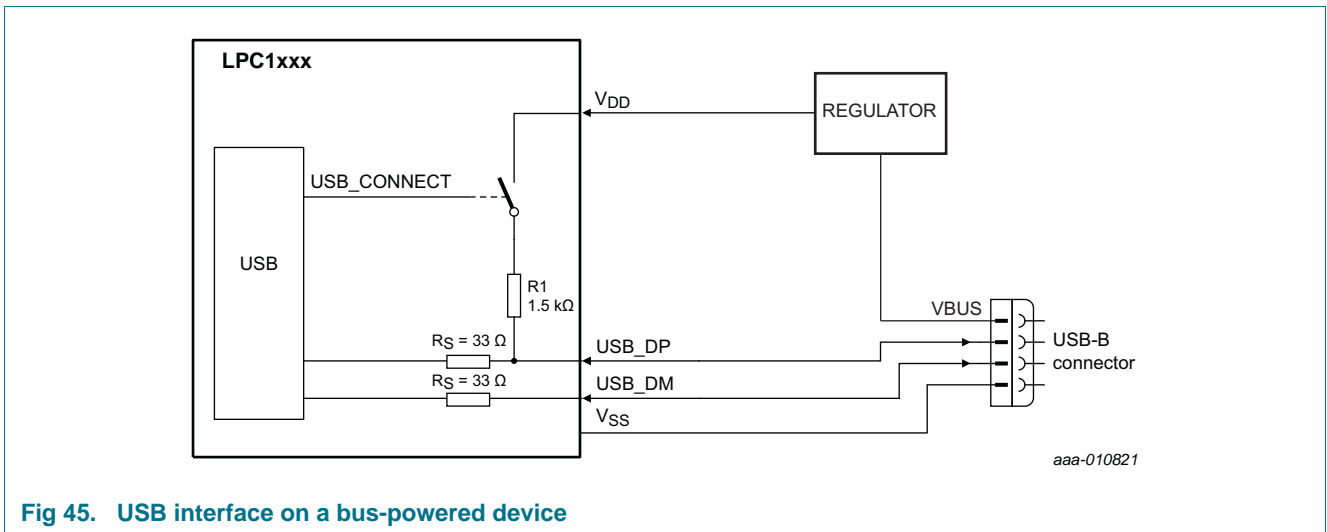 LPC1xxx
VDD
REGULATOR
USB_CONNECT
USB
R1
1.5 kΩ
VBUS
RS = 33 Ω
USB_DP
USB-B
connector
RS = 33 Ω
USB_DM
VSS
aaa-010821
Fig 45. USB interface on a bus-powered device